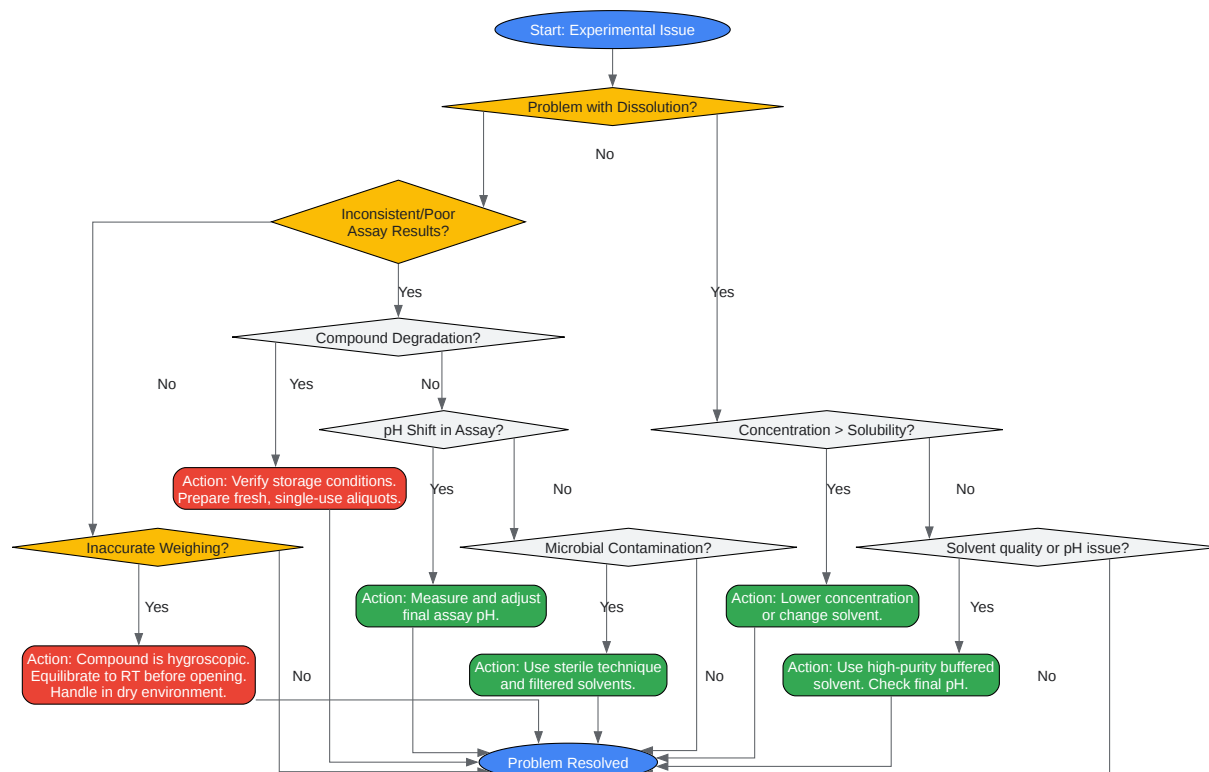 Start: Experimental Issue
Problem with Dissolution?
No
Inconsistent/Poor
Assay Results?
Yes
Yes
Compound Degradation?
No
Yes
No
pH Shift in Assay?
Concentration > Solubility?
Action: Verify storage conditions.
Prepare fresh, single-use aliquots.
Yes
No
Yes
No
Inaccurate Weighing?
Microbial Contamination?
Solvent quality or pH issue?
Yes
Action: Measure and adjust
final assay pH.
Yes
Action: Lower concentration
or change solvent.
Yes
Action: Compound is hygroscopic.
Equilibrate to RT before opening.
Handle in dry environment.
No
Action: Use sterile technique
and filtered solvents.
No
Action: Use high-purity buffered
solvent. Check final pH.
No
Problem Resolved